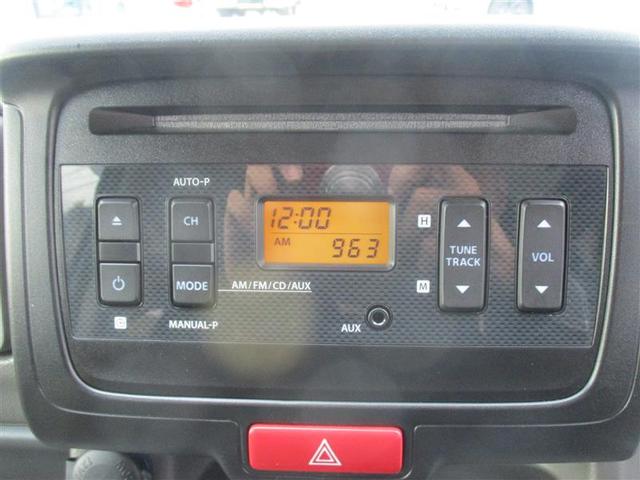 AUTO-P
CH
12:00
AM 963
H
TUNE
TRACK
VOL
MODE
AM/FM/CD/AUX
M
C
MANUAL-P
AUX